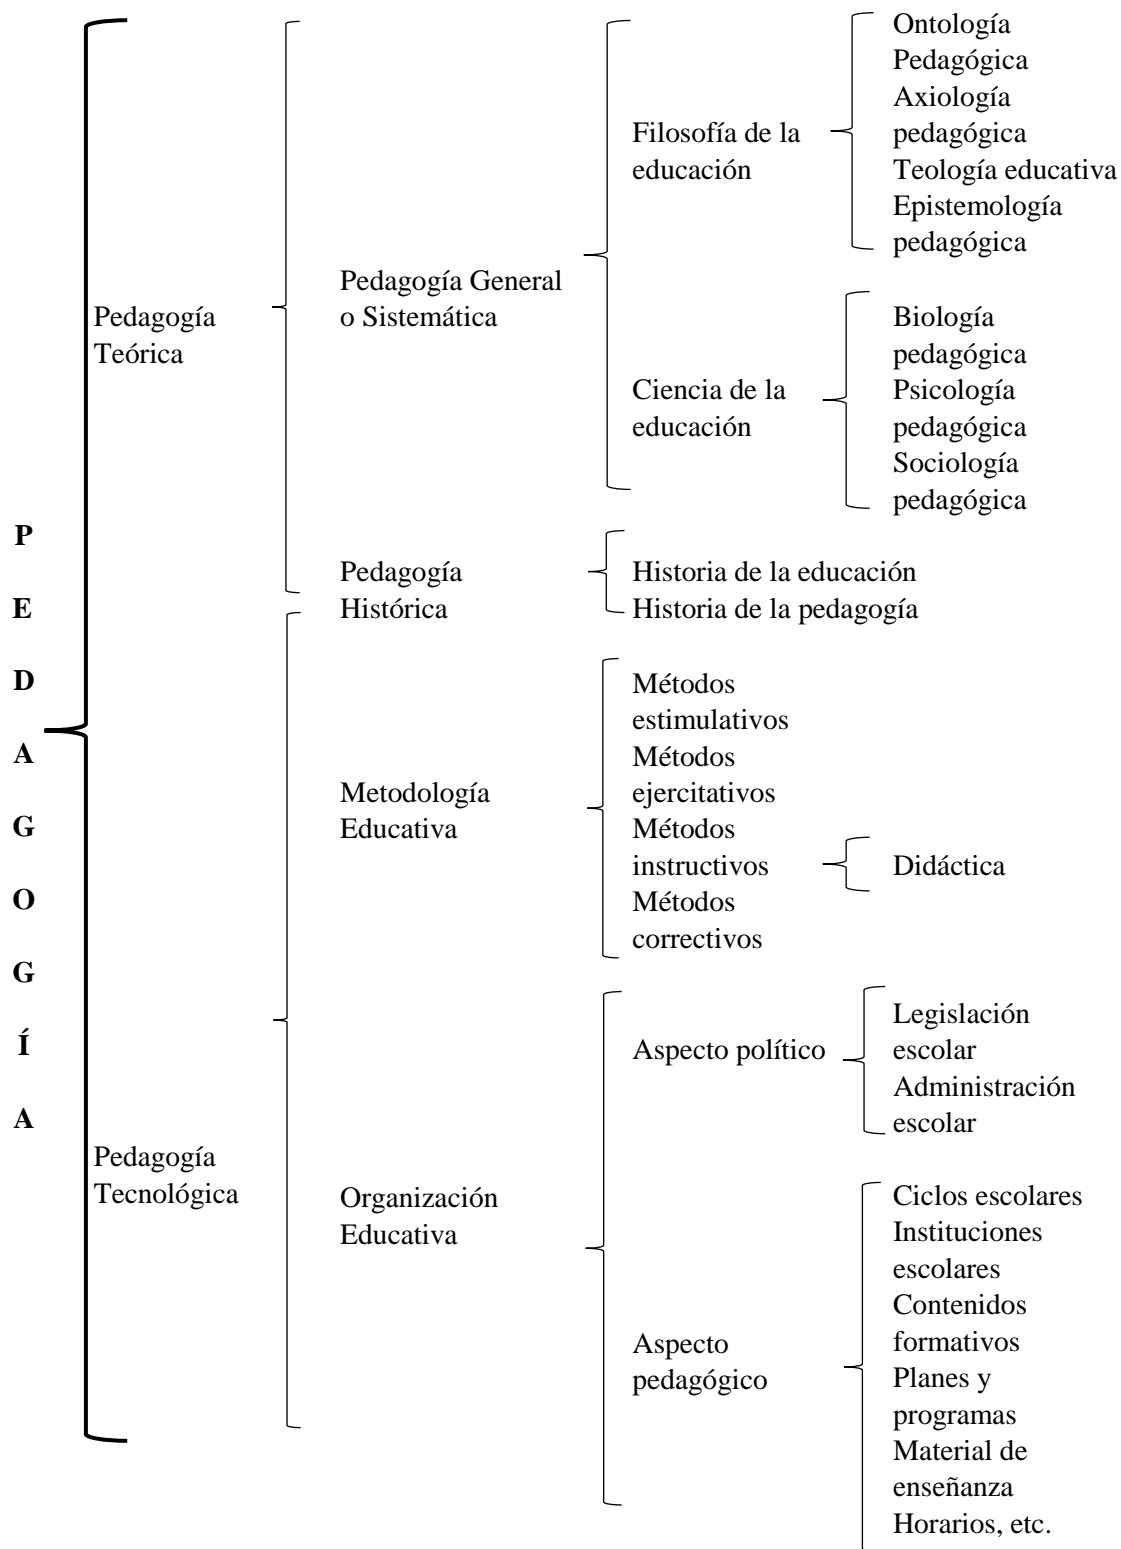 PEDAGOGÍA
Pedagogía
Teórica
Pedagogía General
o Sistemática
Filosofía de la
educación
Ontología
Pedagógica
Axiología
pedagógica
Teología educativa
Epistemología
pedagógica
Ciencia de la
educación
Biología
pedagógica
Psicología
pedagógica
Sociología
pedagógica
Pedagogía
Histórica
Historia de la educación
Historia de la pedagogía
Pedagogía
Tecnológica
Metodología
Educativa
Métodos
estimulativos
Métodos
ejercitativos
Métodos
instructivos
Métodos
correctivos
Didáctica
Organización
Educativa
Aspecto político
Legislación
escolar
Administración
escolar
Aspecto
pedagógico
Ciclos escolares
Instituciones
escolares
Contenidos
formativos
Planes y
programas
Material de
enseñanza
Horarios, etc.